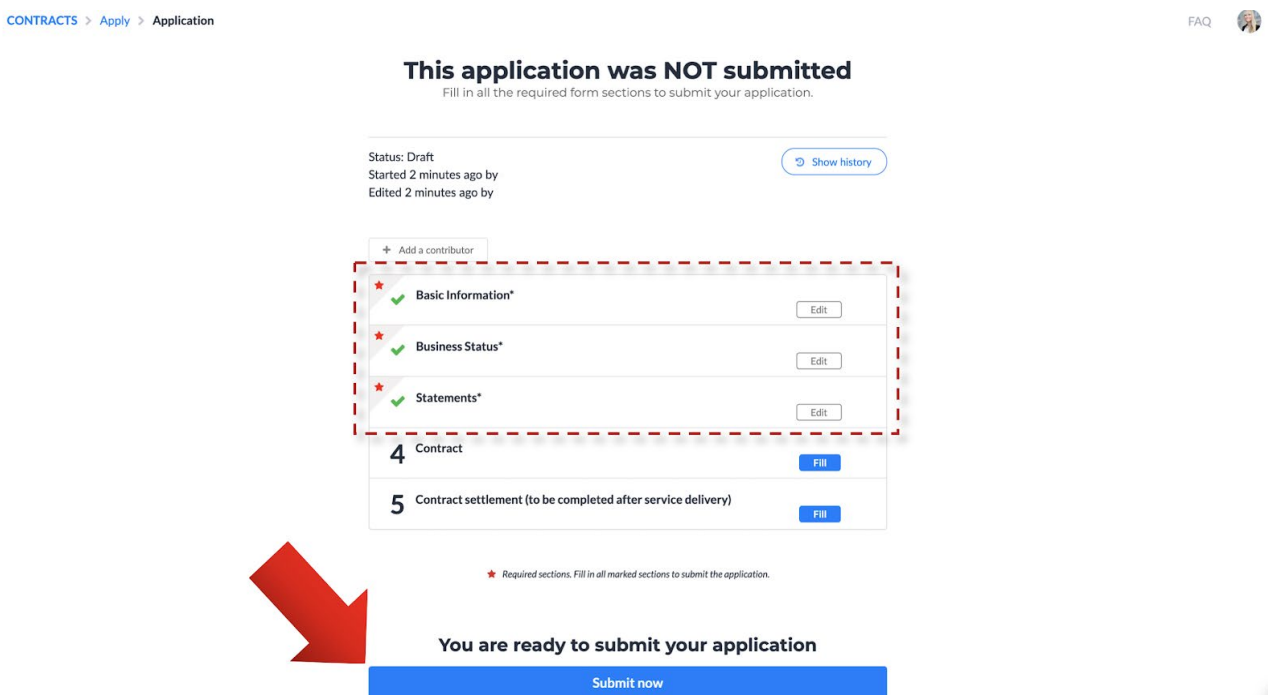 CONTRACTS > Apply > Application
FAQ
This application was NOT submitted
Fill in all the required form sections to submit your application.
Status: Draft
Show history
Started 2 minutes ago by
Edited 2 minutes ago by
+ Add a contributor
Basic Information*
Edit
Business Status*
Edit
Statements*
Edit
4 Contract
Fill
5 Contract settlement (to be completed after service delivery)
Fill
Required sections. Fill in all marked sections to submit the application.
You are ready to submit your application
Submit now